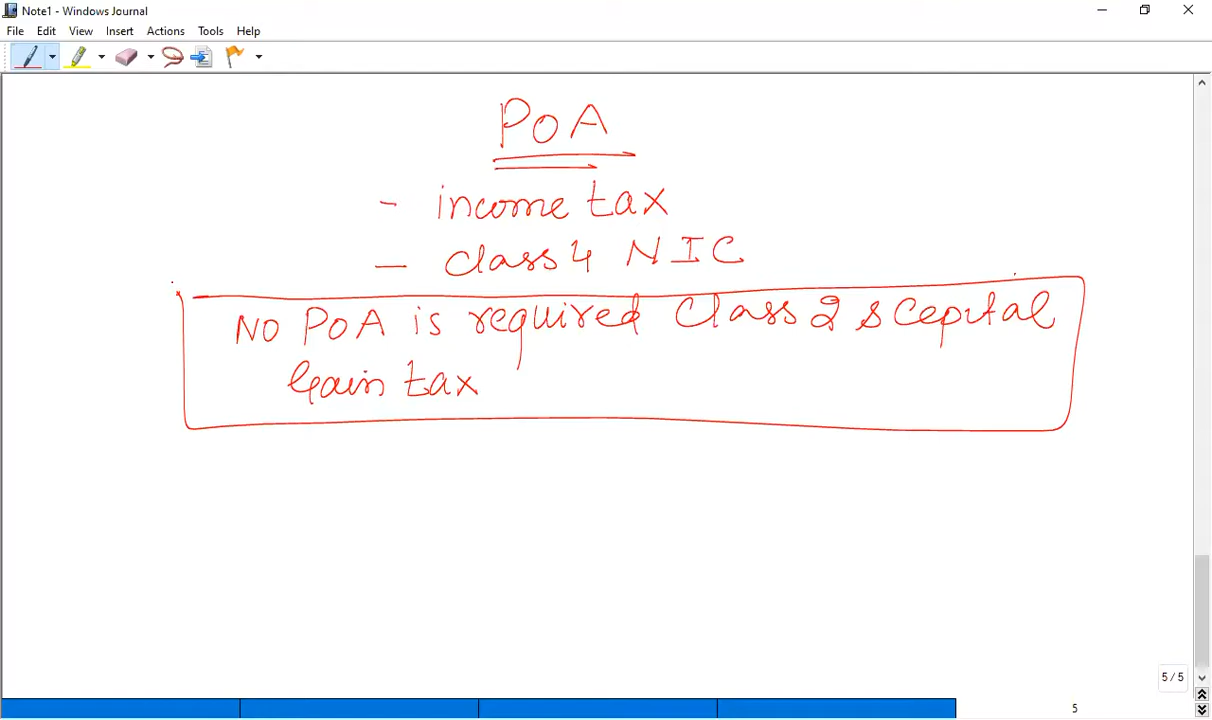 Note1 - Windows Journal
File Edit View Insert Actions Tools Help
PoA
- income tax
- class 4 NIC
NO PoA is required Class 2 & Cepital
Gain tax
5 / 5
5